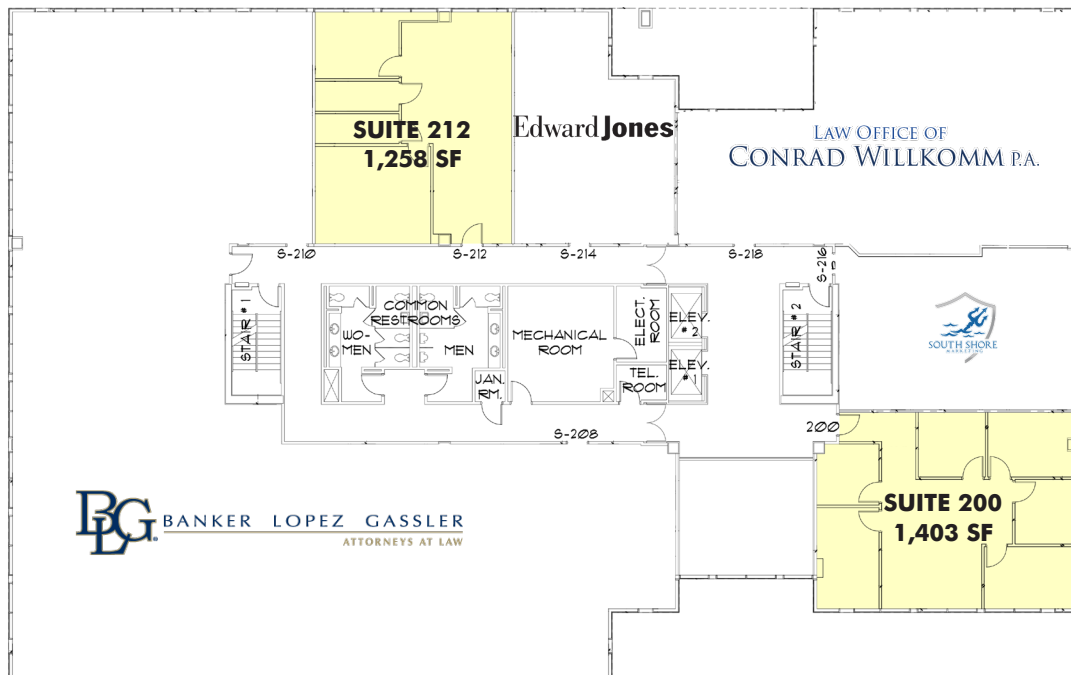 SUITE 212
1,258 SF
Edward Jones
LAW OFFICE OF
CONRAD WILLKOMM P.A.
S-210
S-212
S-214
S-218
S-216
STAIR #1
COMMON
RESTROOMS
WO-
MEN
MEN
JAN.
RM.
MECHANICAL
ROOM
ELECT.
ROOM
TEL.
ROOM
ELEV.
#2
ELEV.
#1
STAIR #2
SOUTH SHORE
MARKETING
S-208
200
SUITE 200
1,403 SF
BLG
BANKER LOPEZ GASSLER
ATTORNEYS AT LAW